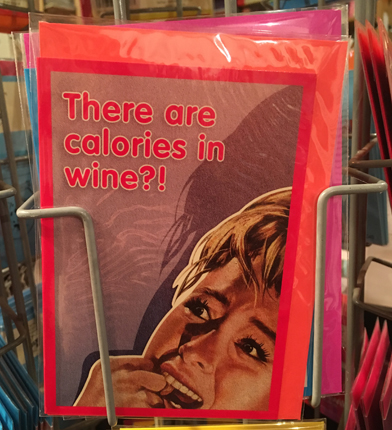 There are
calories in
wine?!